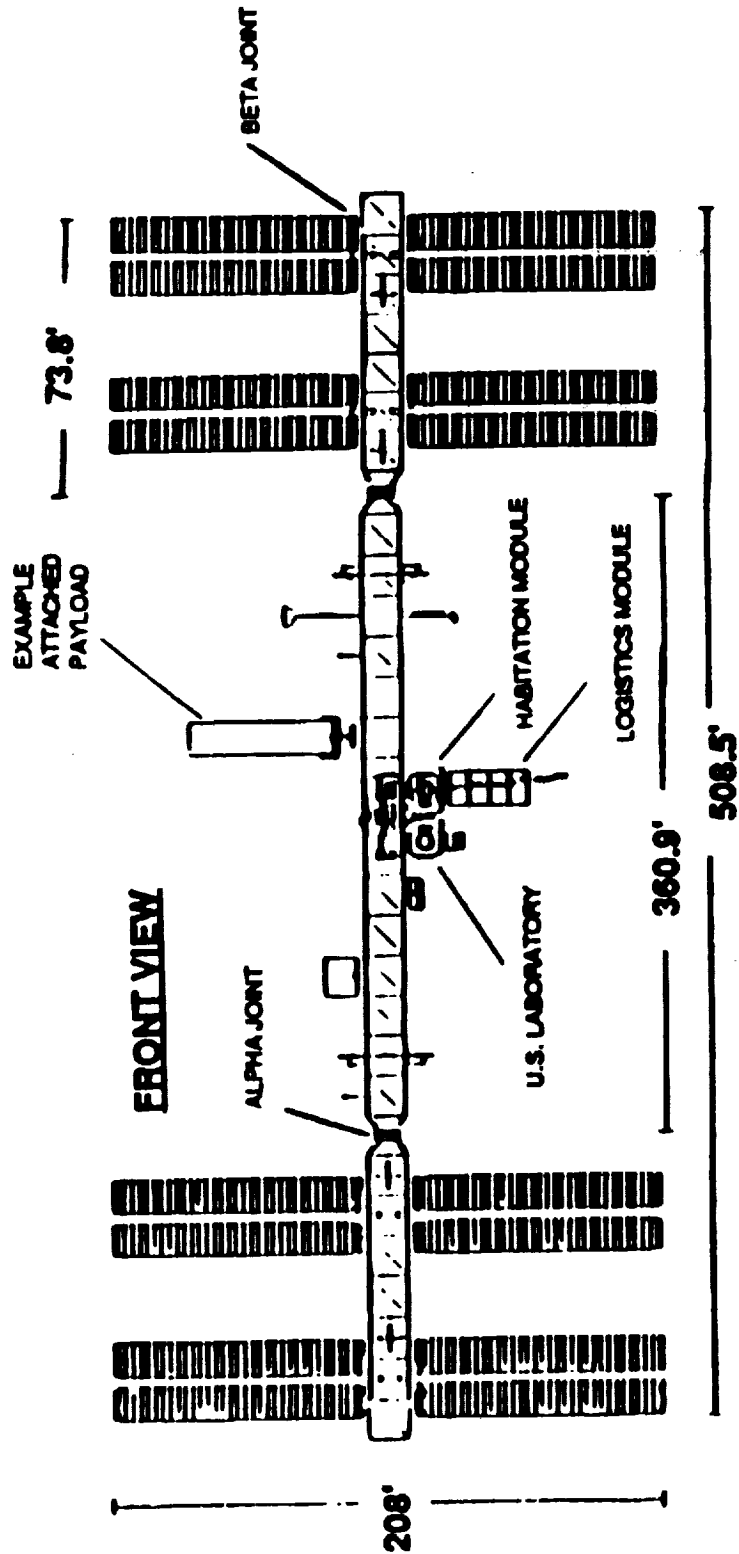 FRONT VIEW
EXAMPLE
ATTACHED
PAYLOAD
73.8'
ALPHA JOINT
BETA JOINT
208'
U.S. LABORATORY
HABITATION MODULE
LOGISTICS MODULE
360.9'
508.5'